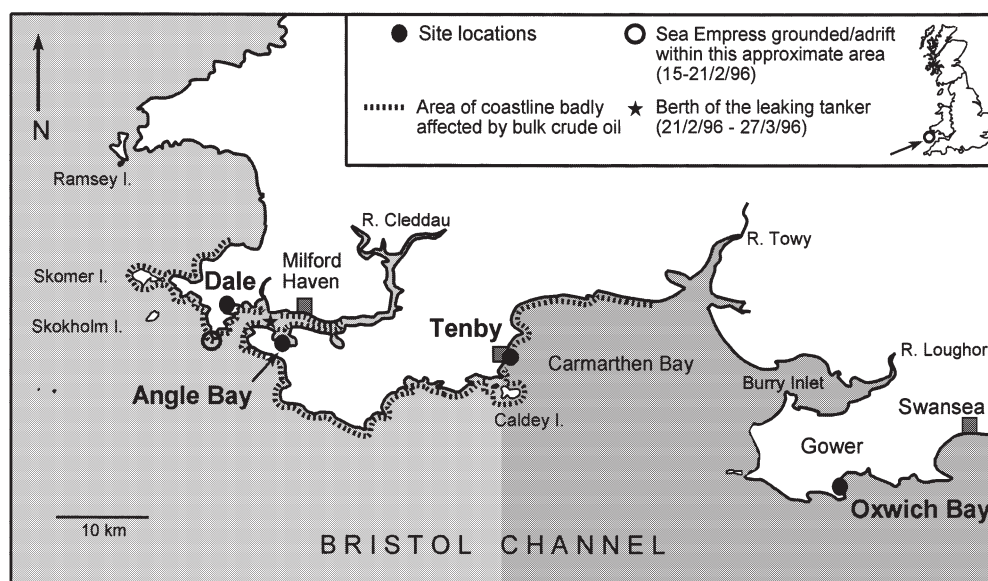 Site locations
Sea Empress grounded/adrift
within this approximate area
(15-21/2/96)
Area of coastline badly
affected by bulk crude oil
Berth of the leaking tanker
(21/2/96 - 27/3/96)
N
Ramsey I.
R. Cleddau
R. Towy
Skomer I.
Milford
Haven
Dale
Skokholm I.
Tenby
R. Loughor
Carmarthen Bay
Burry Inlet
Angle Bay
Caldey I.
Swansea
Gower
Oxwich Bay
10 km
BRISTOL CHANNEL